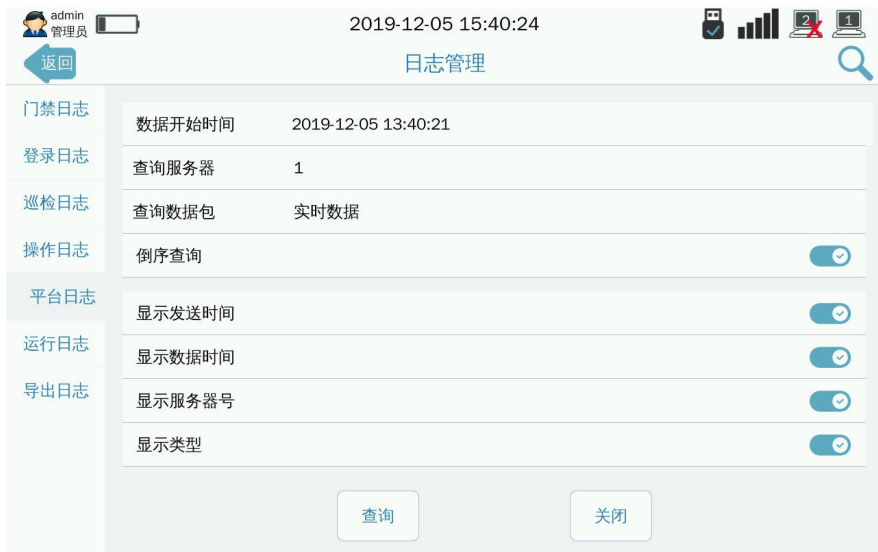 admin
管理员
2019-12-05 15:40:24
2
1
返回
日志管理
门禁日志
登录日志
巡检日志
操作日志
平台日志
运行日志
导出日志
数据开始时间 2019-12-05 13:40:21
查询服务器 1
查询数据包 实时数据
倒序查询
显示发送时间
显示数据时间
显示服务器号
显示类型
查询
关闭